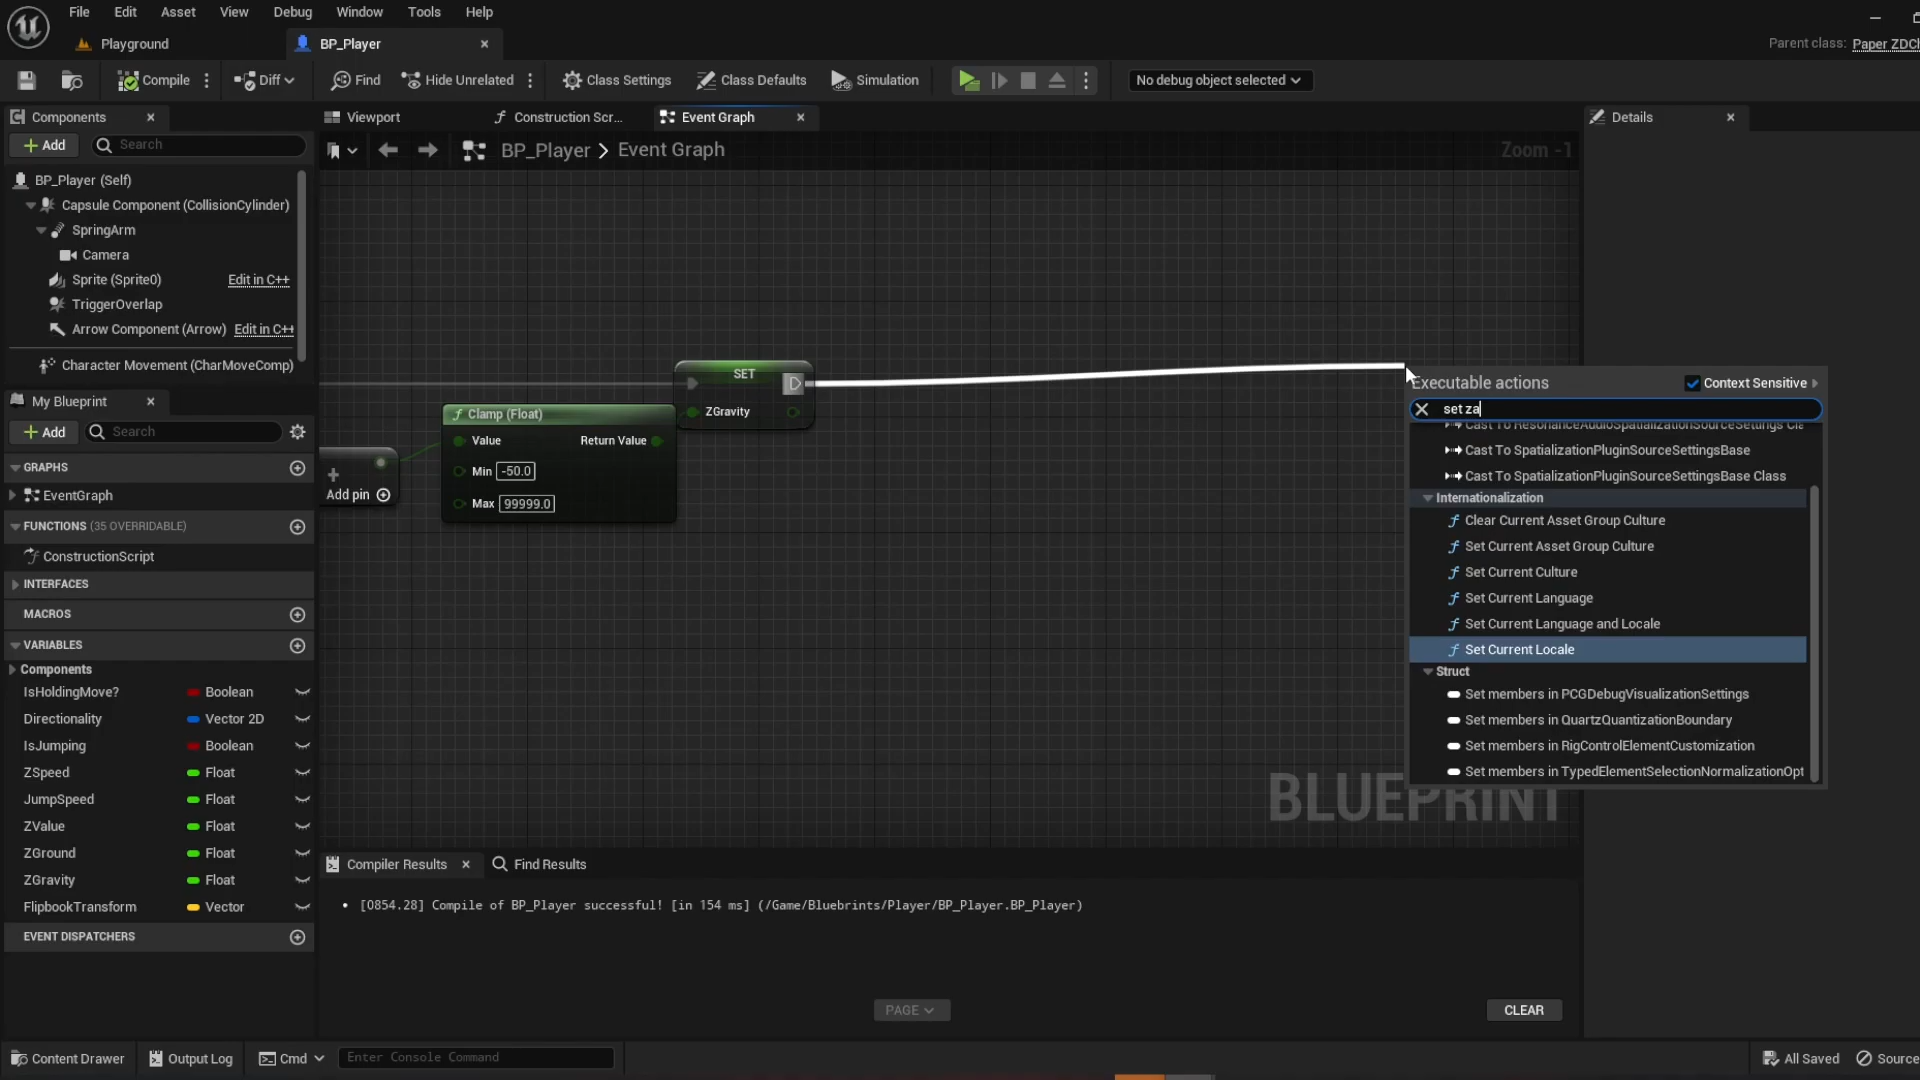 File Edit Asset View Debug Window Tools Help
Playground
BP_Player
Parent class: Paper ZDCh
Compile
Diff
Find
Hide Unrelated
Class Settings
Class Defaults
Simulation
No debug object selected
Components
Viewport
Construction Scr...
Event Graph
Details
Add
Search
BP_Player > Event Graph
Zoom -1
BP_Player (Self)
Capsule Component (CollisionCylinder)
SpringArm
Camera
Sprite (Sprite0) Edit in C++
TriggerOverlap
Arrow Component (Arrow) Edit in C++
Character Movement (CharMoveComp)
My Blueprint
Add
Search
GRAPHS
EventGraph
FUNCTIONS (35 OVERRIDABLE)
ConstructionScript
INTERFACES
MACROS
VARIABLES
Components
IsHoldingMove? Boolean
Directionality Vector 2D
IsJumping Boolean
ZSpeed Float
JumpSpeed Float
ZValue Float
ZGround Float
ZGravity Float
FlipbookTransform Vector
EVENT DISPATCHERS
SET
ZGravity
Clamp (Float)
Value Return Value
Min -50.0
Max 99999.0
Add pin
Executable actions
Context Sensitive
set za
Cast To ResonanceAudioSpatializationSourceSettings Cla
Cast To SpatializationPluginSourceSettingsBase
Cast To SpatializationPluginSourceSettingsBase Class
Internationalization
Clear Current Asset Group Culture
Set Current Asset Group Culture
Set Current Culture
Set Current Language
Set Current Language and Locale
Set Current Locale
Struct
Set members in PCGDebugVisualizationSettings
Set members in QuartzQuantizationBoundary
Set members in RigControlElementCustomization
Set members in TypedElementSelectionNormalizationOpt
BLUEPRINT
Compiler Results
Find Results
[0854.28] Compile of BP_Player successful! [in 154 ms] (/Game/Bluebrints/Player/BP_Player.BP_Player)
PAGE
CLEAR
Content Drawer
Output Log
Cmd
Enter Console Command
All Saved
Source